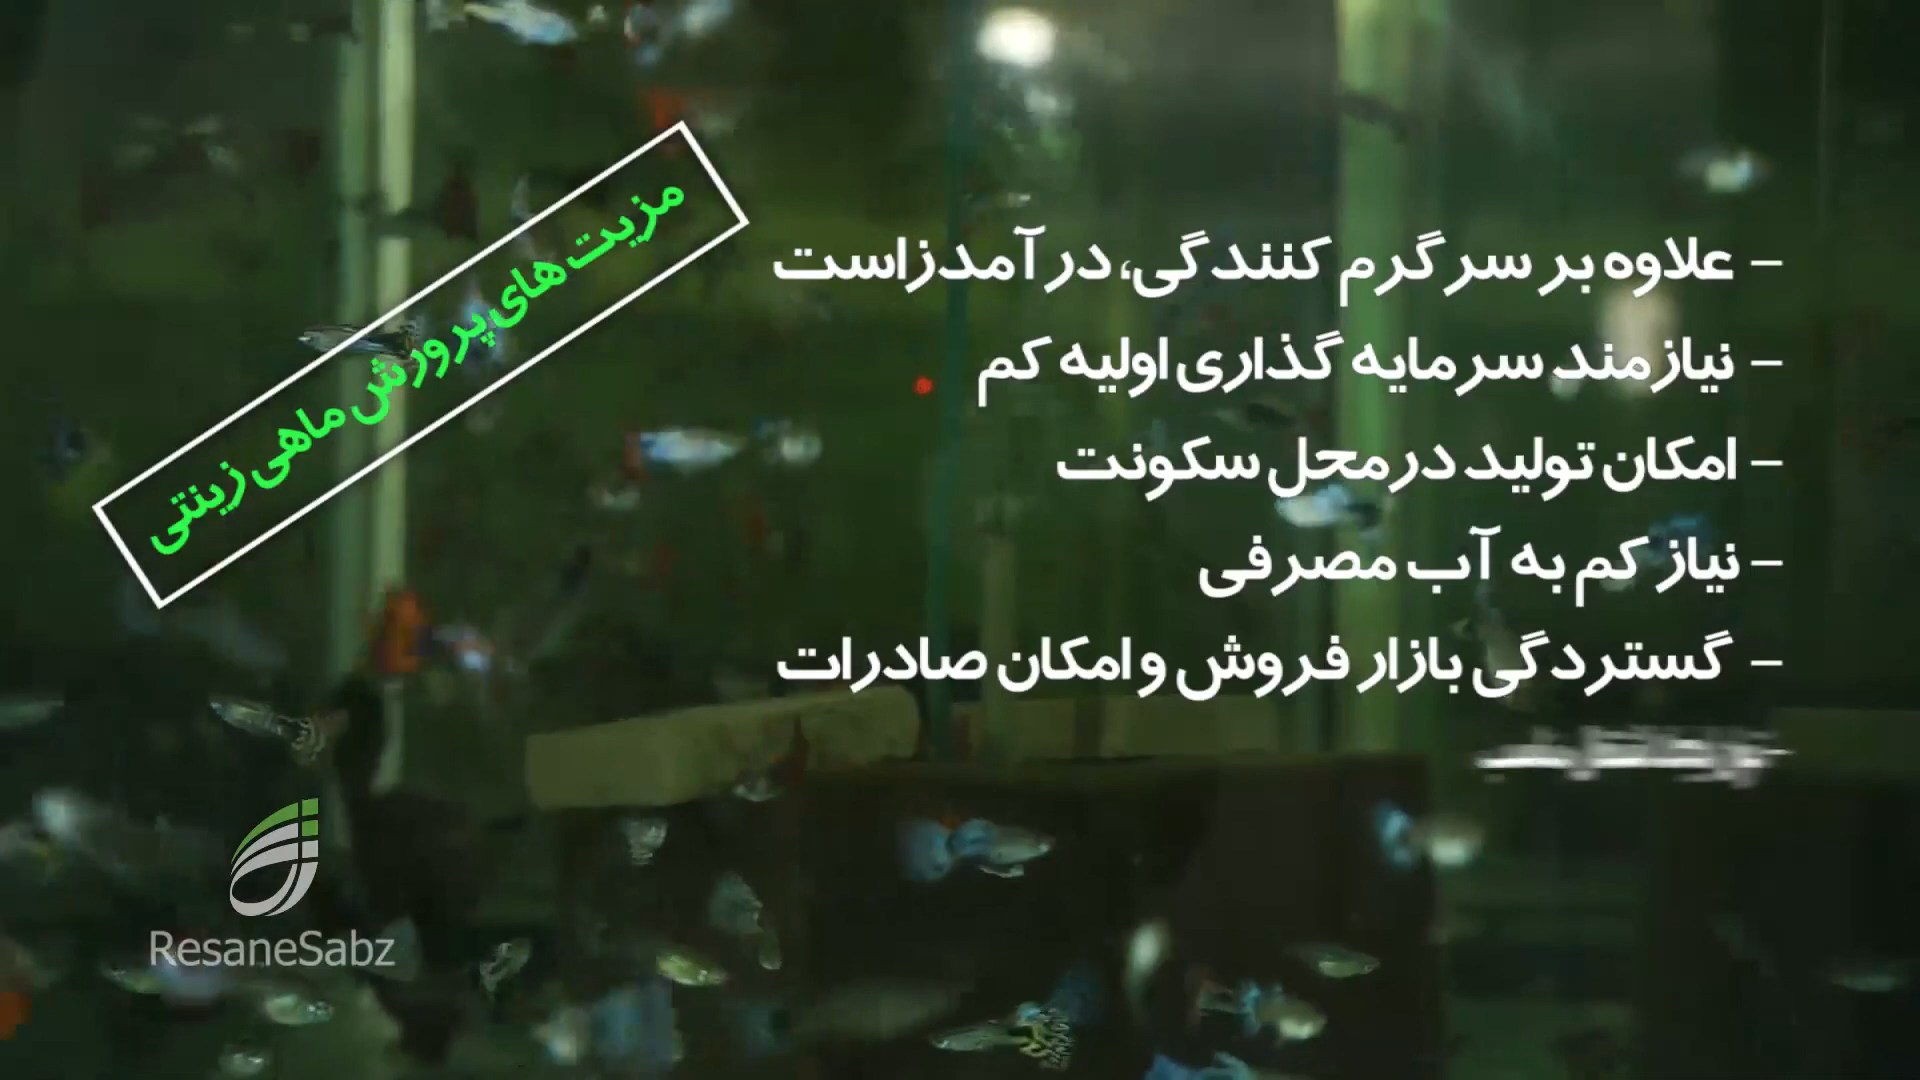 مزیت های پرورش ماهی زینتی
- علاوه بر سرگرم کنندگی، درآمدزاست
- نیازمند سرمایه گذاری اولیه کم
- امکان تولید در محل سکونت
- نیاز کم به آب مصرفی
- گستردگی بازار فروش و امکان صادرات
ResaneSabz